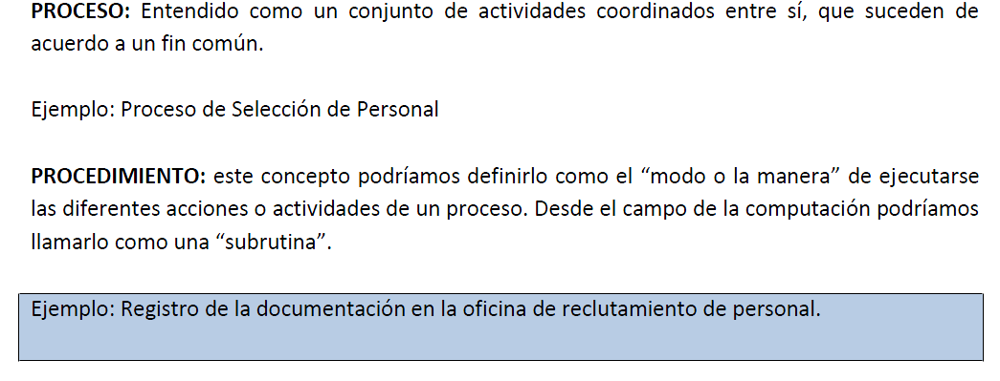 PROCESO: Entendido como un conjunto de actividades coordinados entre sí, que suceden de
acuerdo a un fin común.
Ejemplo: Proceso de Selección de Personal
PROCEDIMIENTO: este concepto podríamos definirlo como el “modo o la manera” de ejecutarse
las diferentes acciones o actividades de un proceso. Desde el campo de la computación podríamos
llamarlo como una “subrutina”.
Ejemplo: Registro de la documentación en la oficina de reclutamiento de personal.